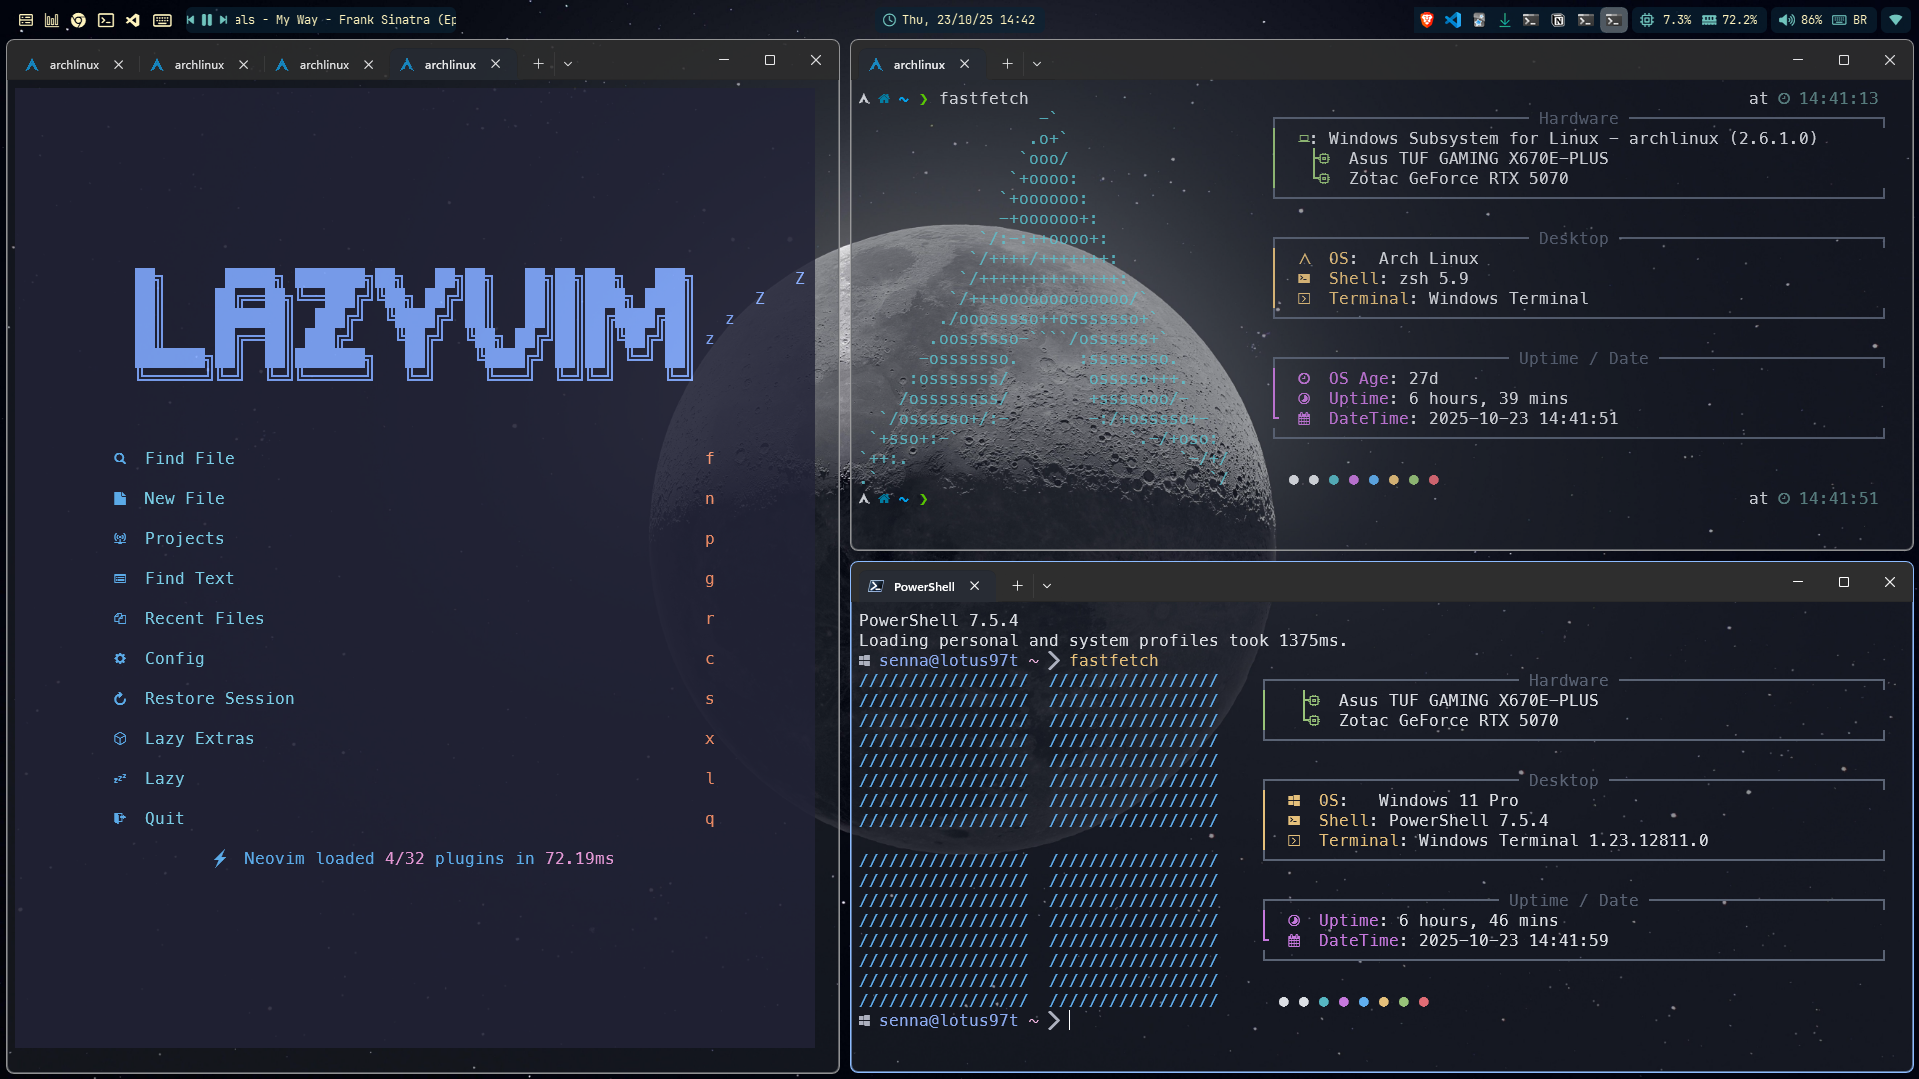 als - My Way - Frank Sinatra (Ep
Thu, 23/10/25 14:42
7.3% 72.2% 86% BR
archlinux archlinux archlinux archlinux
LAZYVIM
Z
Z
z
z
Find File f
New File n
Projects p
Find Text g
Recent Files r
Config c
Restore Session s
Lazy Extras x
Lazy l
Quit q
Neovim loaded 4/32 plugins in 72.19ms
archlinux
~ ❯ fastfetch at 14:41:13
Hardware
: Windows Subsystem for Linux - archlinux (2.6.1.0)
Asus TUF GAMING X670E-PLUS
Zotac GeForce RTX 5070
Desktop
OS: Arch Linux
Shell: zsh 5.9
Terminal: Windows Terminal
Uptime / Date
OS Age: 27d
Uptime: 6 hours, 39 mins
DateTime: 2025-10-23 14:41:51
~ ❯ at 14:41:51
PowerShell
PowerShell 7.5.4
Loading personal and system profiles took 1375ms.
senna@lotus97t ~ ❯ fastfetch
Hardware
Asus TUF GAMING X670E-PLUS
Zotac GeForce RTX 5070
Desktop
OS: Windows 11 Pro
Shell: PowerShell 7.5.4
Terminal: Windows Terminal 1.23.12811.0
Uptime / Date
Uptime: 6 hours, 46 mins
DateTime: 2025-10-23 14:41:59
senna@lotus97t ~ ❯